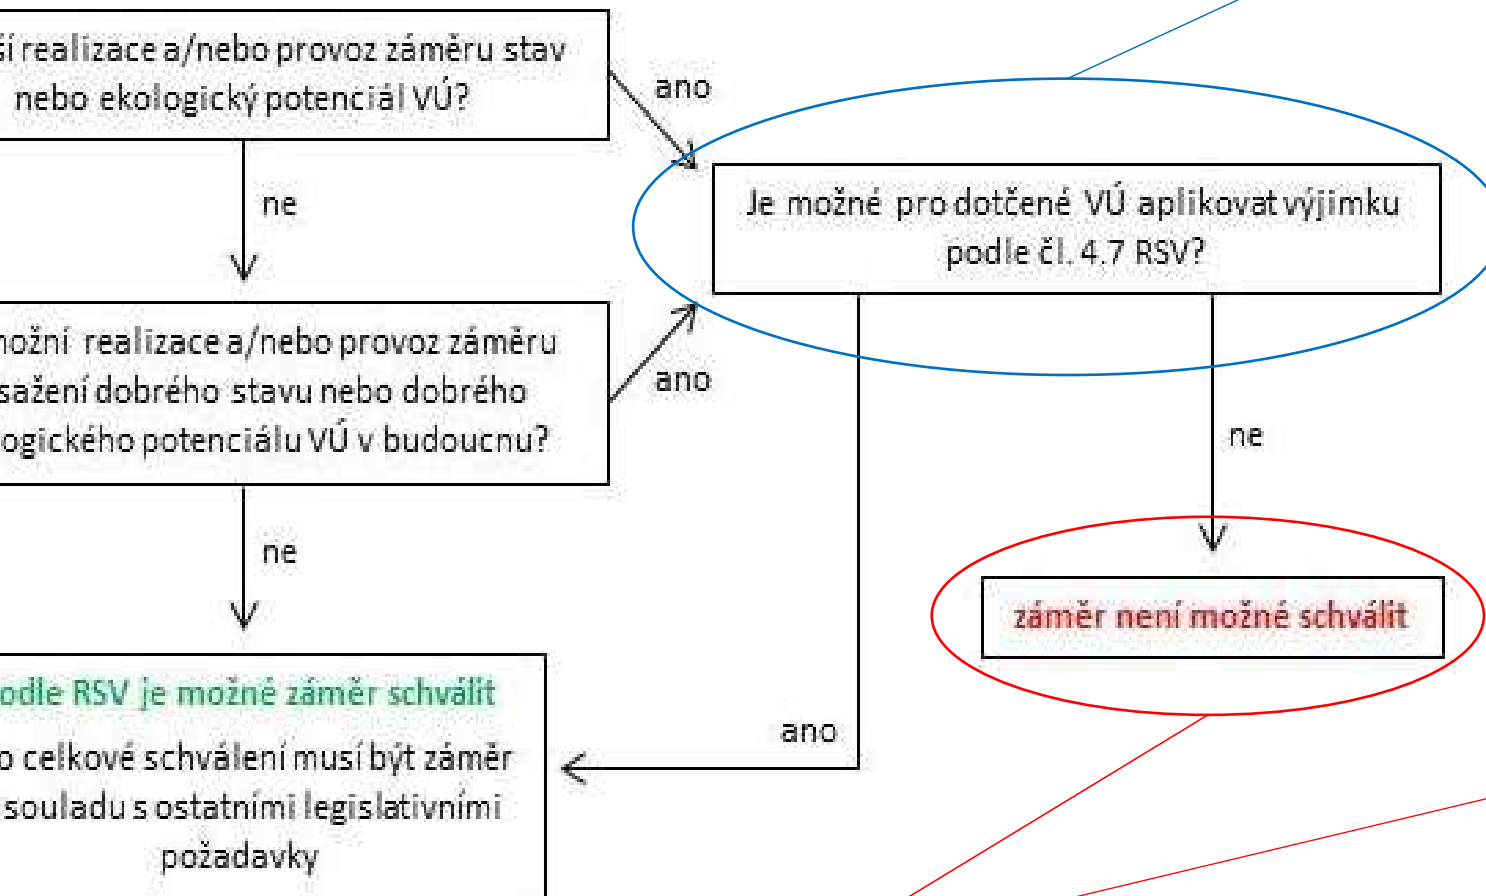 ší realizace a/nebo provoz záměru stav
nebo ekologický potenciál VÚ?
ano
ne
Je možné pro dotčené VÚ aplikovat výjimku
podle čl. 4.7 RSV?
možní realizace a/nebo provoz záměru
sažení dobrého stavu nebo dobrého
logického potenciálu VÚ v budoucnu?
ano
ne
ne
záměr není možné schválit
odle RSV je možné záměr schválit
o celkové schválení musí být záměr
souladu s ostatními legislativními
požadavky
ano